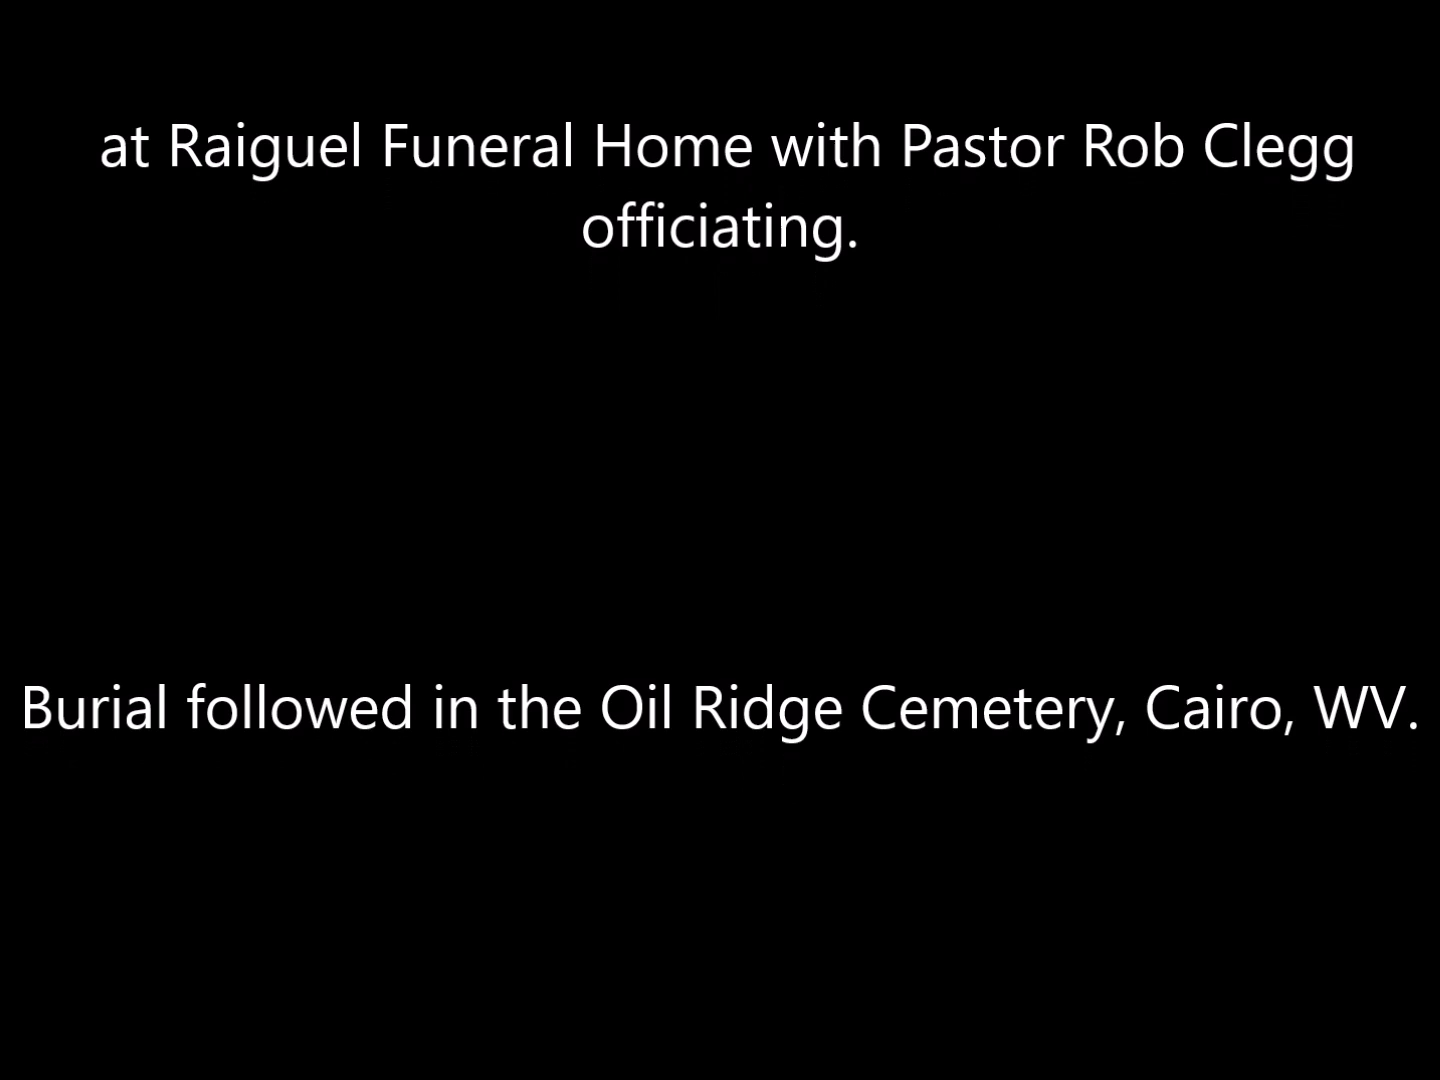 at Raiguel Funeral Home with Pastor Rob Clegg
officiating.
Burial followed in the Oil Ridge Cemetery, Cairo, WV.